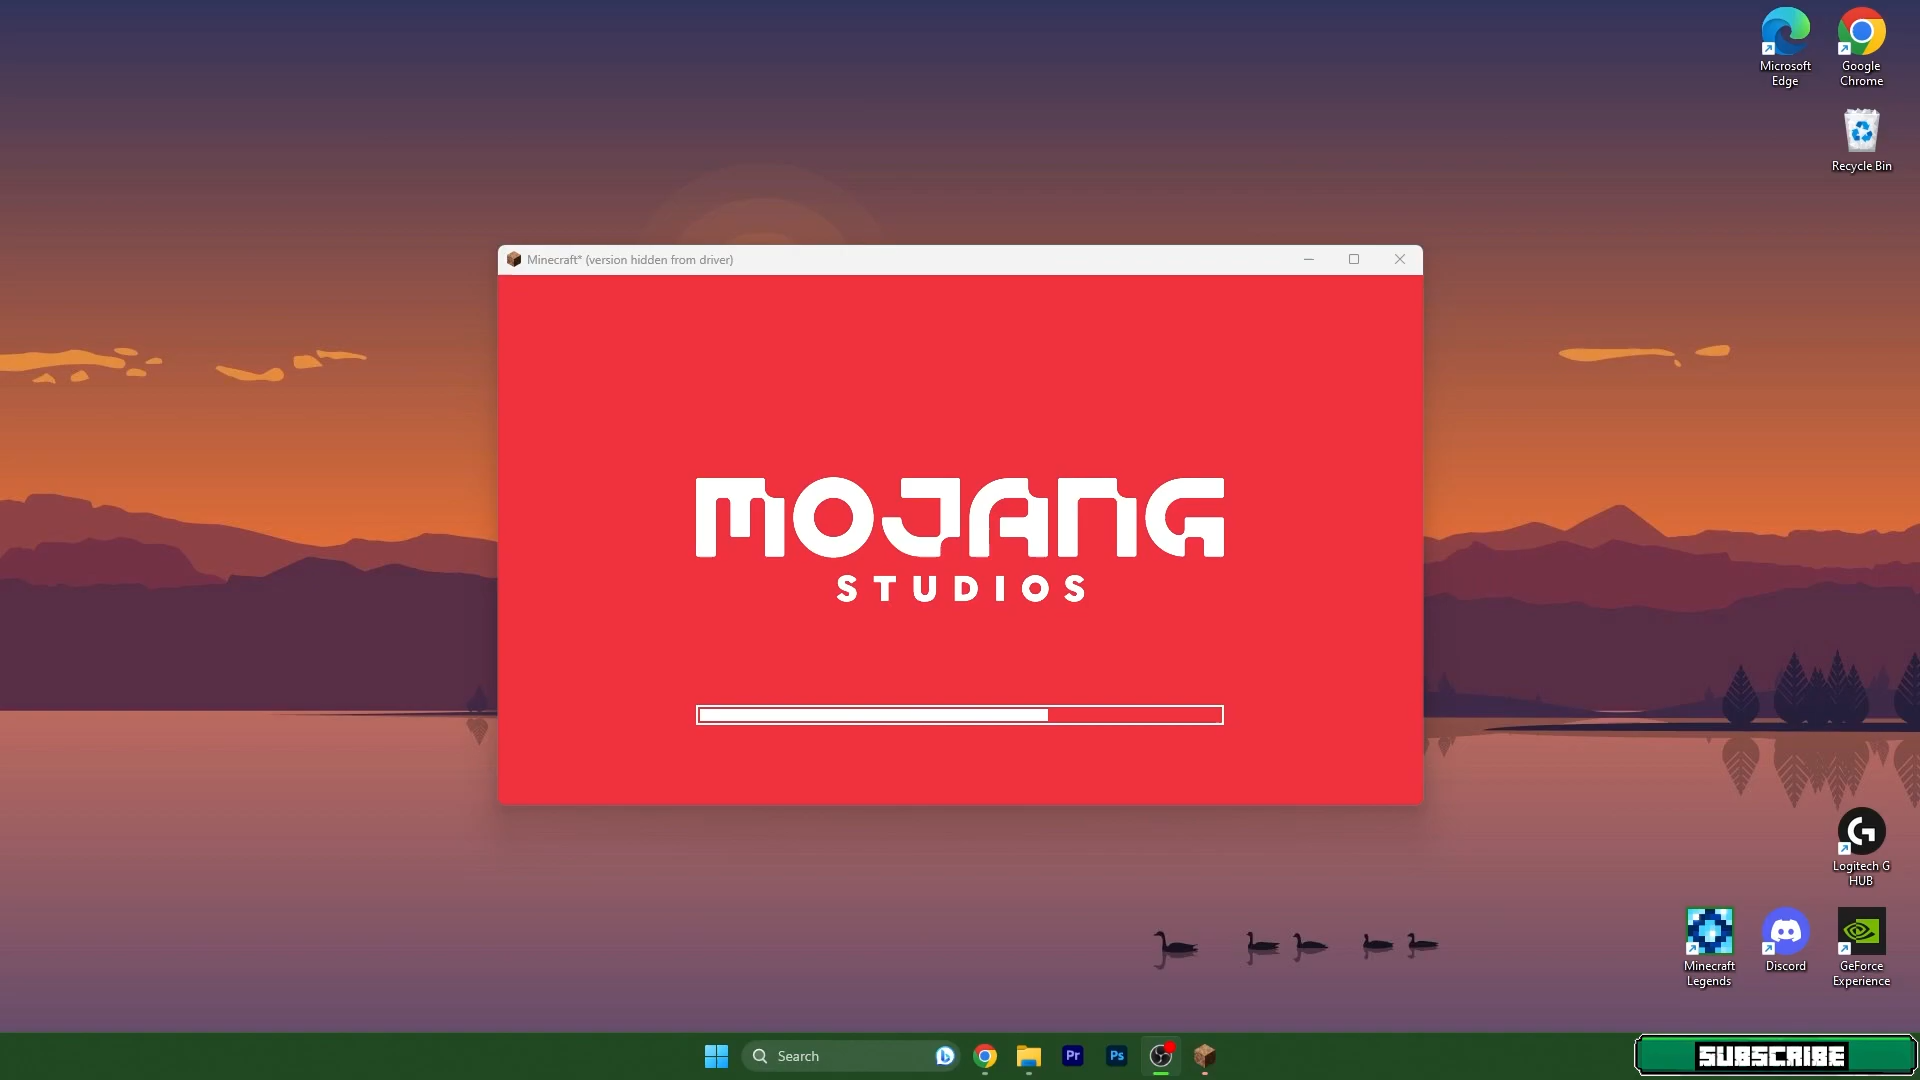 Microsoft
Edge
Google
Chrome
Recycle Bin
Minecraft* (version hidden from driver)
MOJANG
STUDIOS
Logitech G
HUB
Minecraft
Legends
Discord
GeForce
Experience
Search
Pr
Ps
SUBSCRIBE